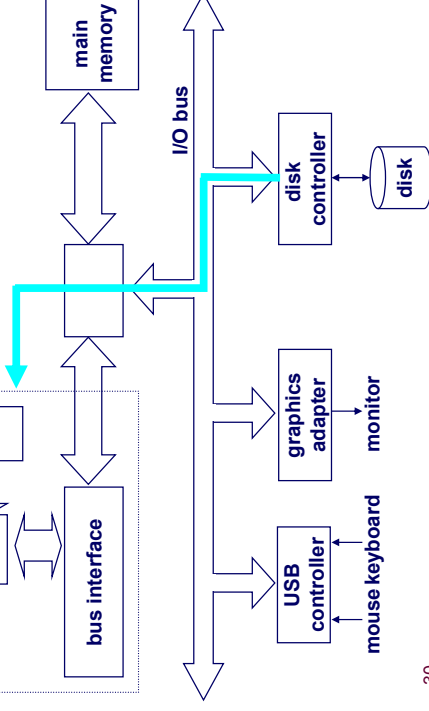 main
memory
I/O bus
bus interface
disk
controller
disk
graphics
adapter
monitor
USB
controller
mouse keyboard